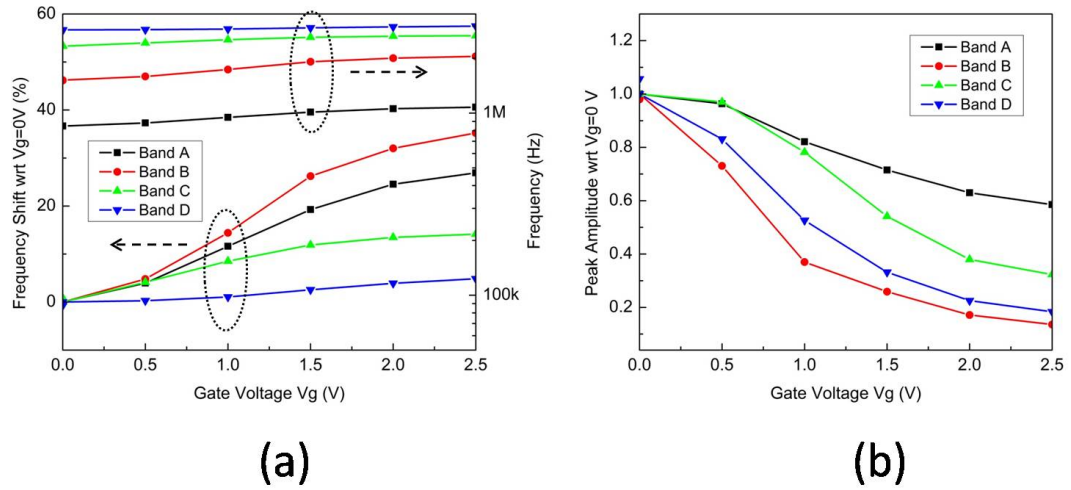 60
50
40
30
20
10
0
Frequency Shift wrt Vg=0V (%)
Band A
Band B
Band C
Band D
1M
100k
Frequency (Hz)
0.0 0.5 1.0 1.5 2.0 2.5
Gate Voltage Vg (V)
(a)
1.2
1.0
0.8
0.6
0.4
0.2
Peak Amplitude wrt Vg=0 V
Band A
Band B
Band C
Band D
0.0 0.5 1.0 1.5 2.0 2.5
Gate Voltage Vg (V)
(b)